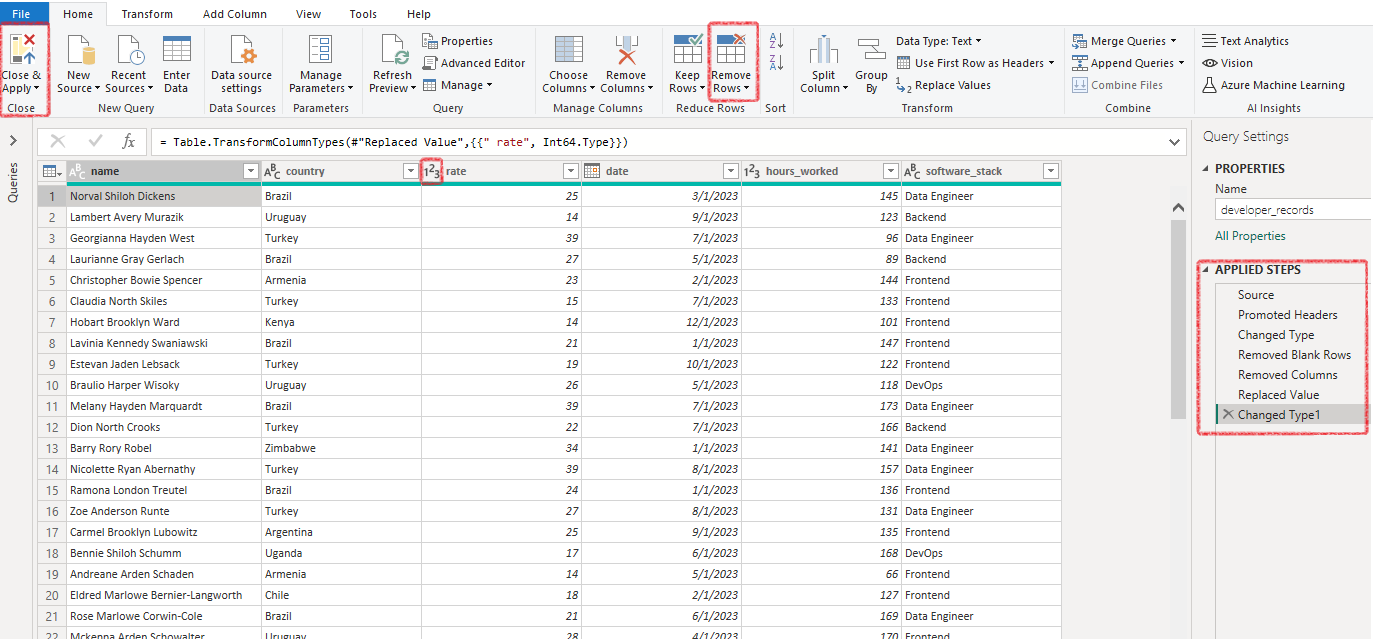 File Home Transform Add Column View Tools Help
Close & Apply
New Source
Recent Sources
Enter Data
Data source settings
Manage Parameters
Refresh Preview
Properties
Advanced Editor
Manage
Choose Columns
Remove Columns
Keep Rows
Remove Rows
Split Column
Group By
Data Type: Text
Use First Row as Headers
Replace Values
Merge Queries
Append Queries
Combine Files
Text Analytics
Vision
Azure Machine Learning
Close New Query Data Sources Parameters Query Manage Columns Reduce Rows Sort Transform Combine AI Insights
Queries
fx = Table.TransformColumnTypes(#"Replaced Value",{{" rate", Int64.Type}})
name country rate date hours_worked software_stack
1 Norval Shiloh Dickens Brazil 25 3/1/2023 145 Data Engineer
2 Lambert Avery Murazik Uruguay 14 9/1/2023 123 Backend
3 Georgianna Hayden West Turkey 39 7/1/2023 96 Data Engineer
4 Laurianne Gray Gerlach Brazil 27 5/1/2023 89 Backend
5 Christopher Bowie Spencer Armenia 23 2/1/2023 144 Frontend
6 Claudia North Skiles Turkey 15 7/1/2023 133 Frontend
7 Hobart Brooklyn Ward Kenya 14 12/1/2023 101 Frontend
8 Lavinia Kennedy Swaniawski Brazil 21 1/1/2023 147 Frontend
9 Estevan Jaden Lebsack Turkey 19 10/1/2023 122 Frontend
10 Braulio Harper Wisoky Uruguay 26 5/1/2023 118 DevOps
11 Melany Hayden Marquardt Brazil 39 7/1/2023 173 Data Engineer
12 Dion North Crooks Turkey 22 7/1/2023 166 Backend
13 Barry Rory Robel Zimbabwe 34 1/1/2023 141 Data Engineer
14 Nicolette Ryan Abernathy Turkey 39 8/1/2023 157 Data Engineer
15 Ramona London Treutel Brazil 24 1/1/2023 136 Frontend
16 Zoe Anderson Runte Turkey 27 8/1/2023 131 Data Engineer
17 Carmel Brooklyn Lubowitz Argentina 25 9/1/2023 135 Frontend
18 Bennie Shiloh Schumm Uganda 17 6/1/2023 168 DevOps
19 Andreane Arden Schaden Armenia 14 5/1/2023 66 Frontend
20 Eldred Marlowe Bernier-Langworth Chile 18 2/1/2023 127 Frontend
21 Rose Marlowe Corwin-Cole Brazil 21 6/1/2023 169 Data Engineer
22 Mckenna Arden Schowalter Uruguay 28 4/1/2023 170 Frontend
Query Settings
PROPERTIES
Name
developer_records
All Properties
APPLIED STEPS
Source
Promoted Headers
Changed Type
Removed Blank Rows
Removed Columns
Replaced Value
Changed Type1